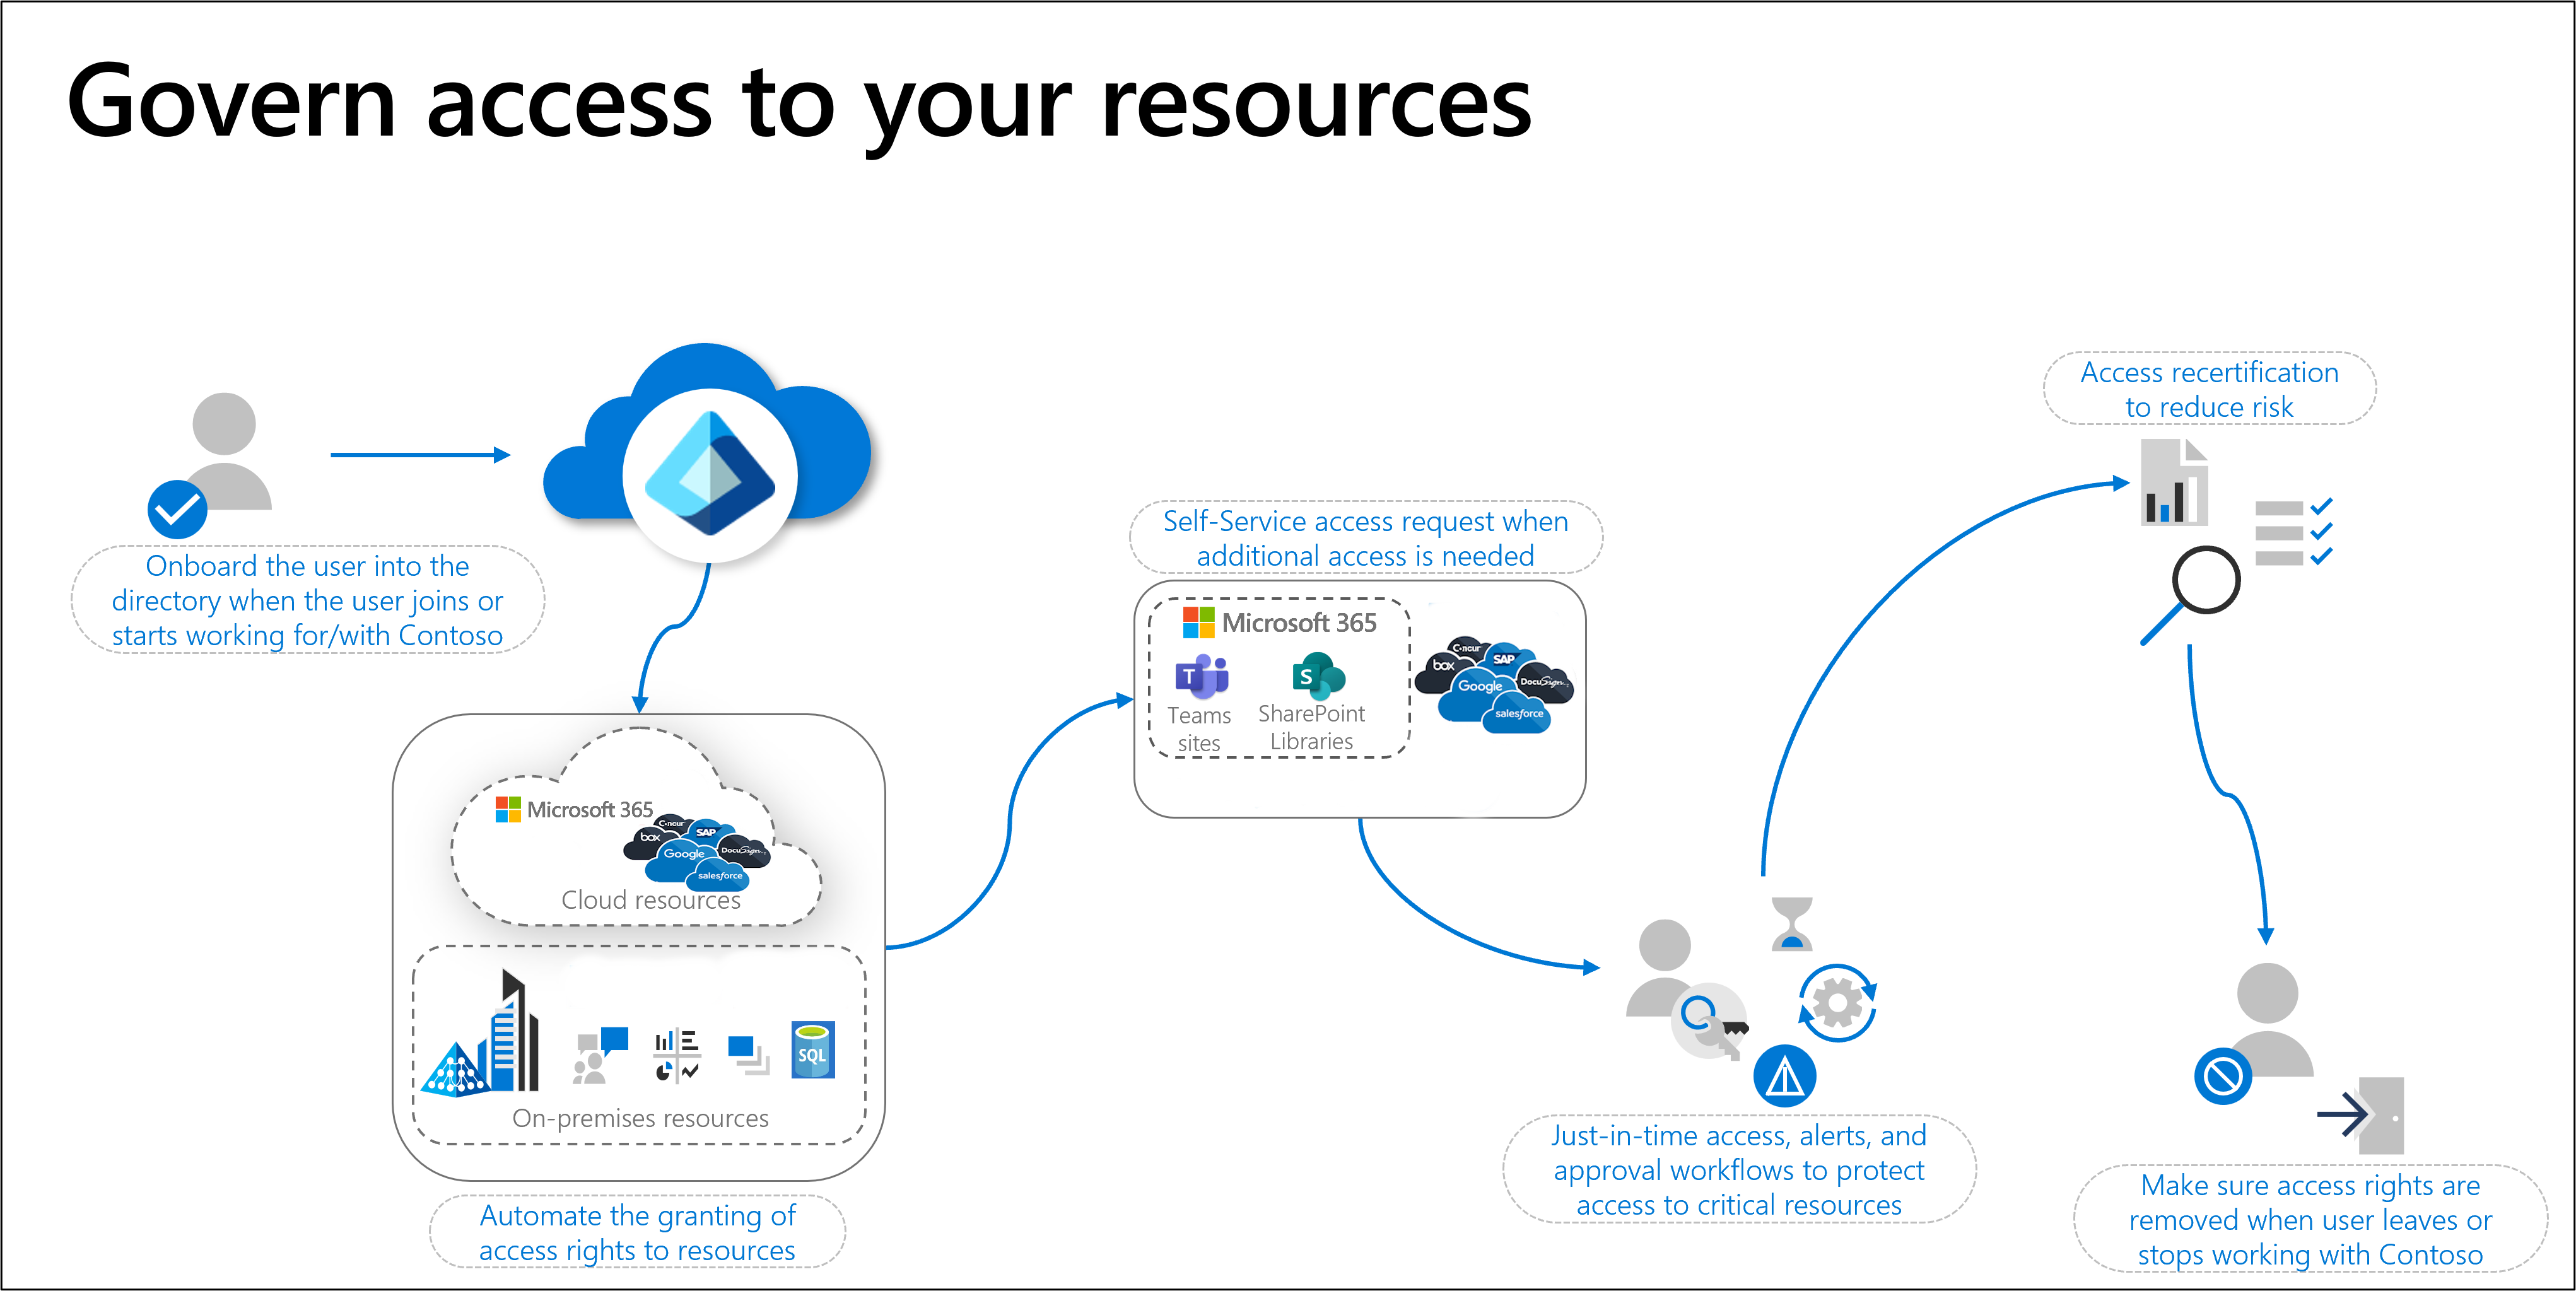 Govern access to your resources
Onboard the user into the
directory when the user joins or
starts working for/with Contoso
Microsoft 365
Concur
box
SAP
Google
DocuSign
salesforce
Cloud resources
SQL
On-premises resources
Automate the granting of
access rights to resources
Self-Service access request when
additional access is needed
Microsoft 365
T
S
Teams
sites
SharePoint
Libraries
Concur
box
SAP
Google
DocuSign
salesforce
Just-in-time access, alerts, and
approval workflows to protect
access to critical resources
Access recertification
to reduce risk
Make sure access rights are
removed when user leaves or
stops working with Contoso